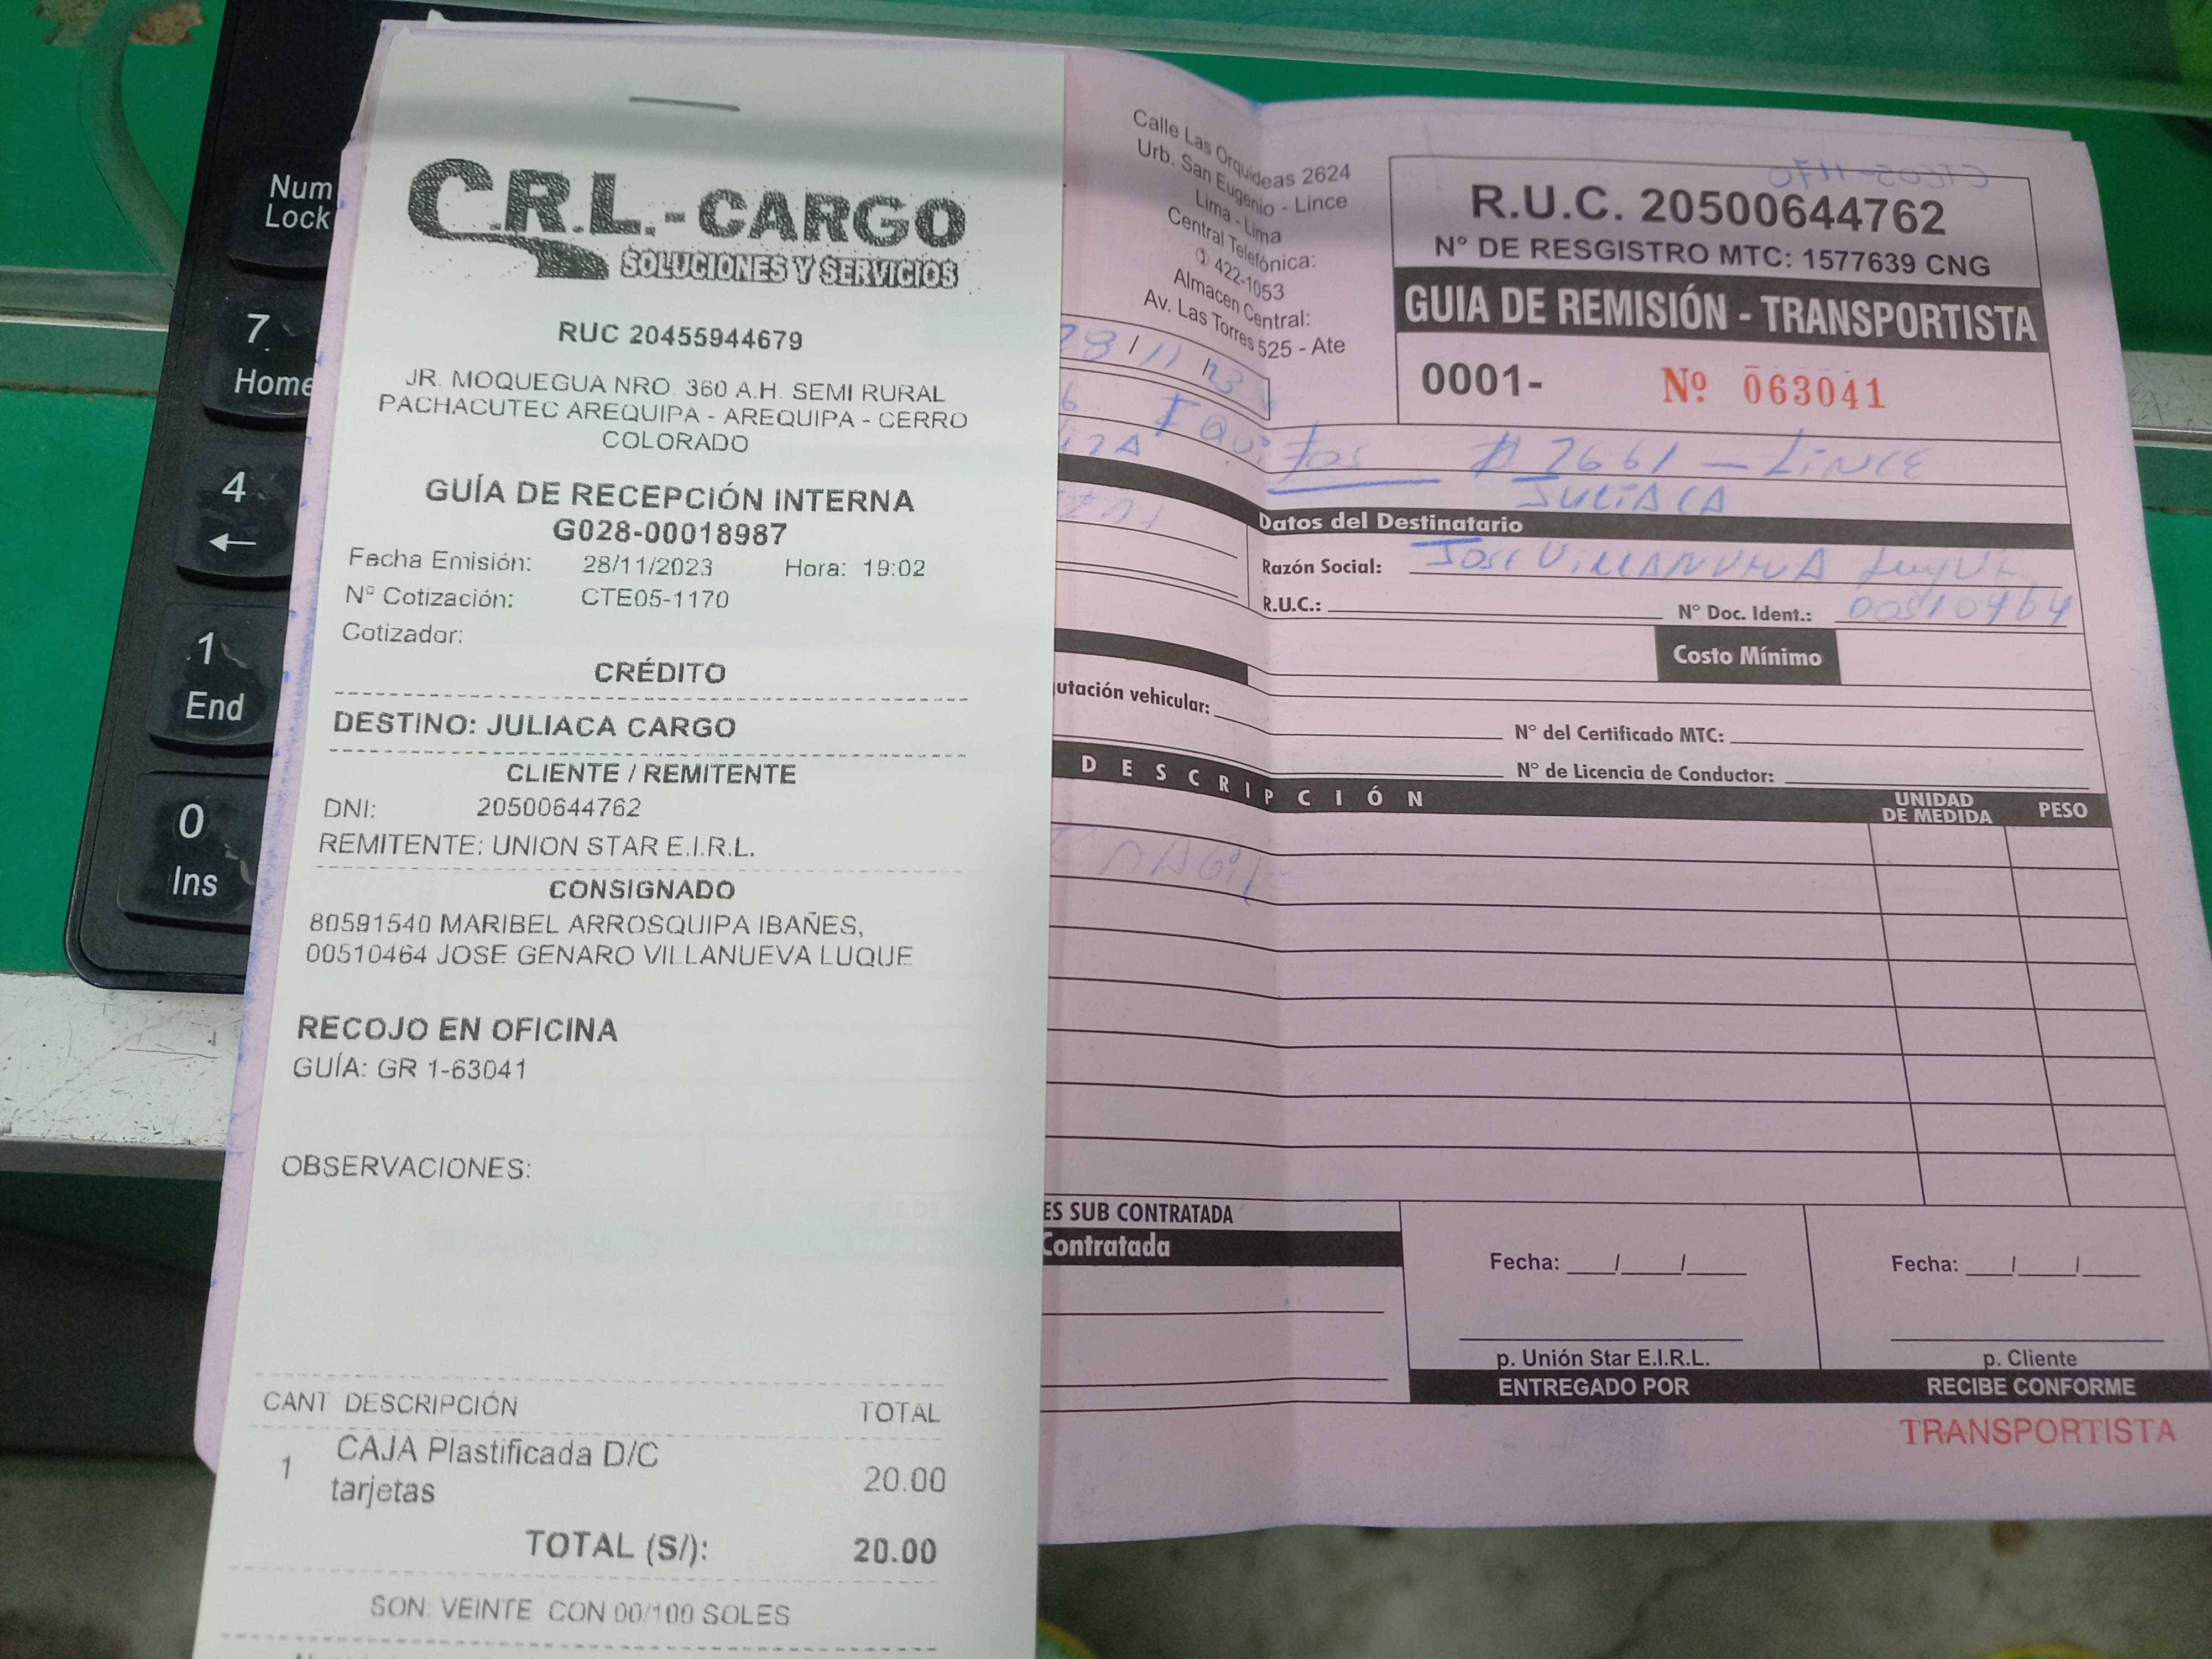 Num
Lock
7
Home
4
←
1
End
0
Ins
C.R.L.-CARGO
SOLUCIONES Y SERVICIOS
RUC 20455944679
JR. MOQUEGUA NRO. 360 A.H. SEMI RURAL
PACHACUTEC AREQUIPA - AREQUIPA - CERRO
COLORADO
GUÍA DE RECEPCIÓN INTERNA
G028-00018987
Fecha Emisión: 28/11/2023 Hora: 19:02
Nº Cotización: CTE05-1170
Cotizador:
CRÉDITO
DESTINO: JULIACA CARGO
CLIENTE / REMITENTE
DNI: 20500644762
REMITENTE: UNION STAR E.I.R.L.
CONSIGNADO
80591540 MARIBEL ARROSQUIPA IBAÑES,
00510464 JOSE GENARO VILLANUEVA LUQUE
RECOJO EN OFICINA
GUÍA: GR 1-63041
OBSERVACIONES:
CANT DESCRIPCIÓN TOTAL
1 CAJA Plastificada D/C 20.00
tarjetas
TOTAL (S/): 20.00
SON: VEINTE CON 00/100 SOLES
Calle Las Orquideas 2624
Urb. San Eugenio - Lince
Lima - Lima
Central Telefónica:
422-1053
Almacen Central:
Av. Las Torres 525 - Ate
CTE05-1170
R.U.C. 20500644762
N° DE RESGISTRO MTC: 1577639 CNG
GUIA DE REMISIÓN - TRANSPORTISTA
0001- Nº 063041
28/11/23
Iquitos # 2661 - LINCE
JULIACA
Datos del Destinatario
Razón Social: JOSE VILLANUEVA Luque
R.U.C.: N° Doc. Ident.: 00510464
Costo Mínimo
utación vehicular:
N° del Certificado MTC:
N° de Licencia de Conductor:
DESCRIPCIÓN UNIDAD DE MEDIDA PESO
ES SUB CONTRATADA
Contratada
Fecha: / / Fecha: / /
p. Unión Star E.I.R.L. p. Cliente
ENTREGADO POR RECIBE CONFORME
TRANSPORTISTA